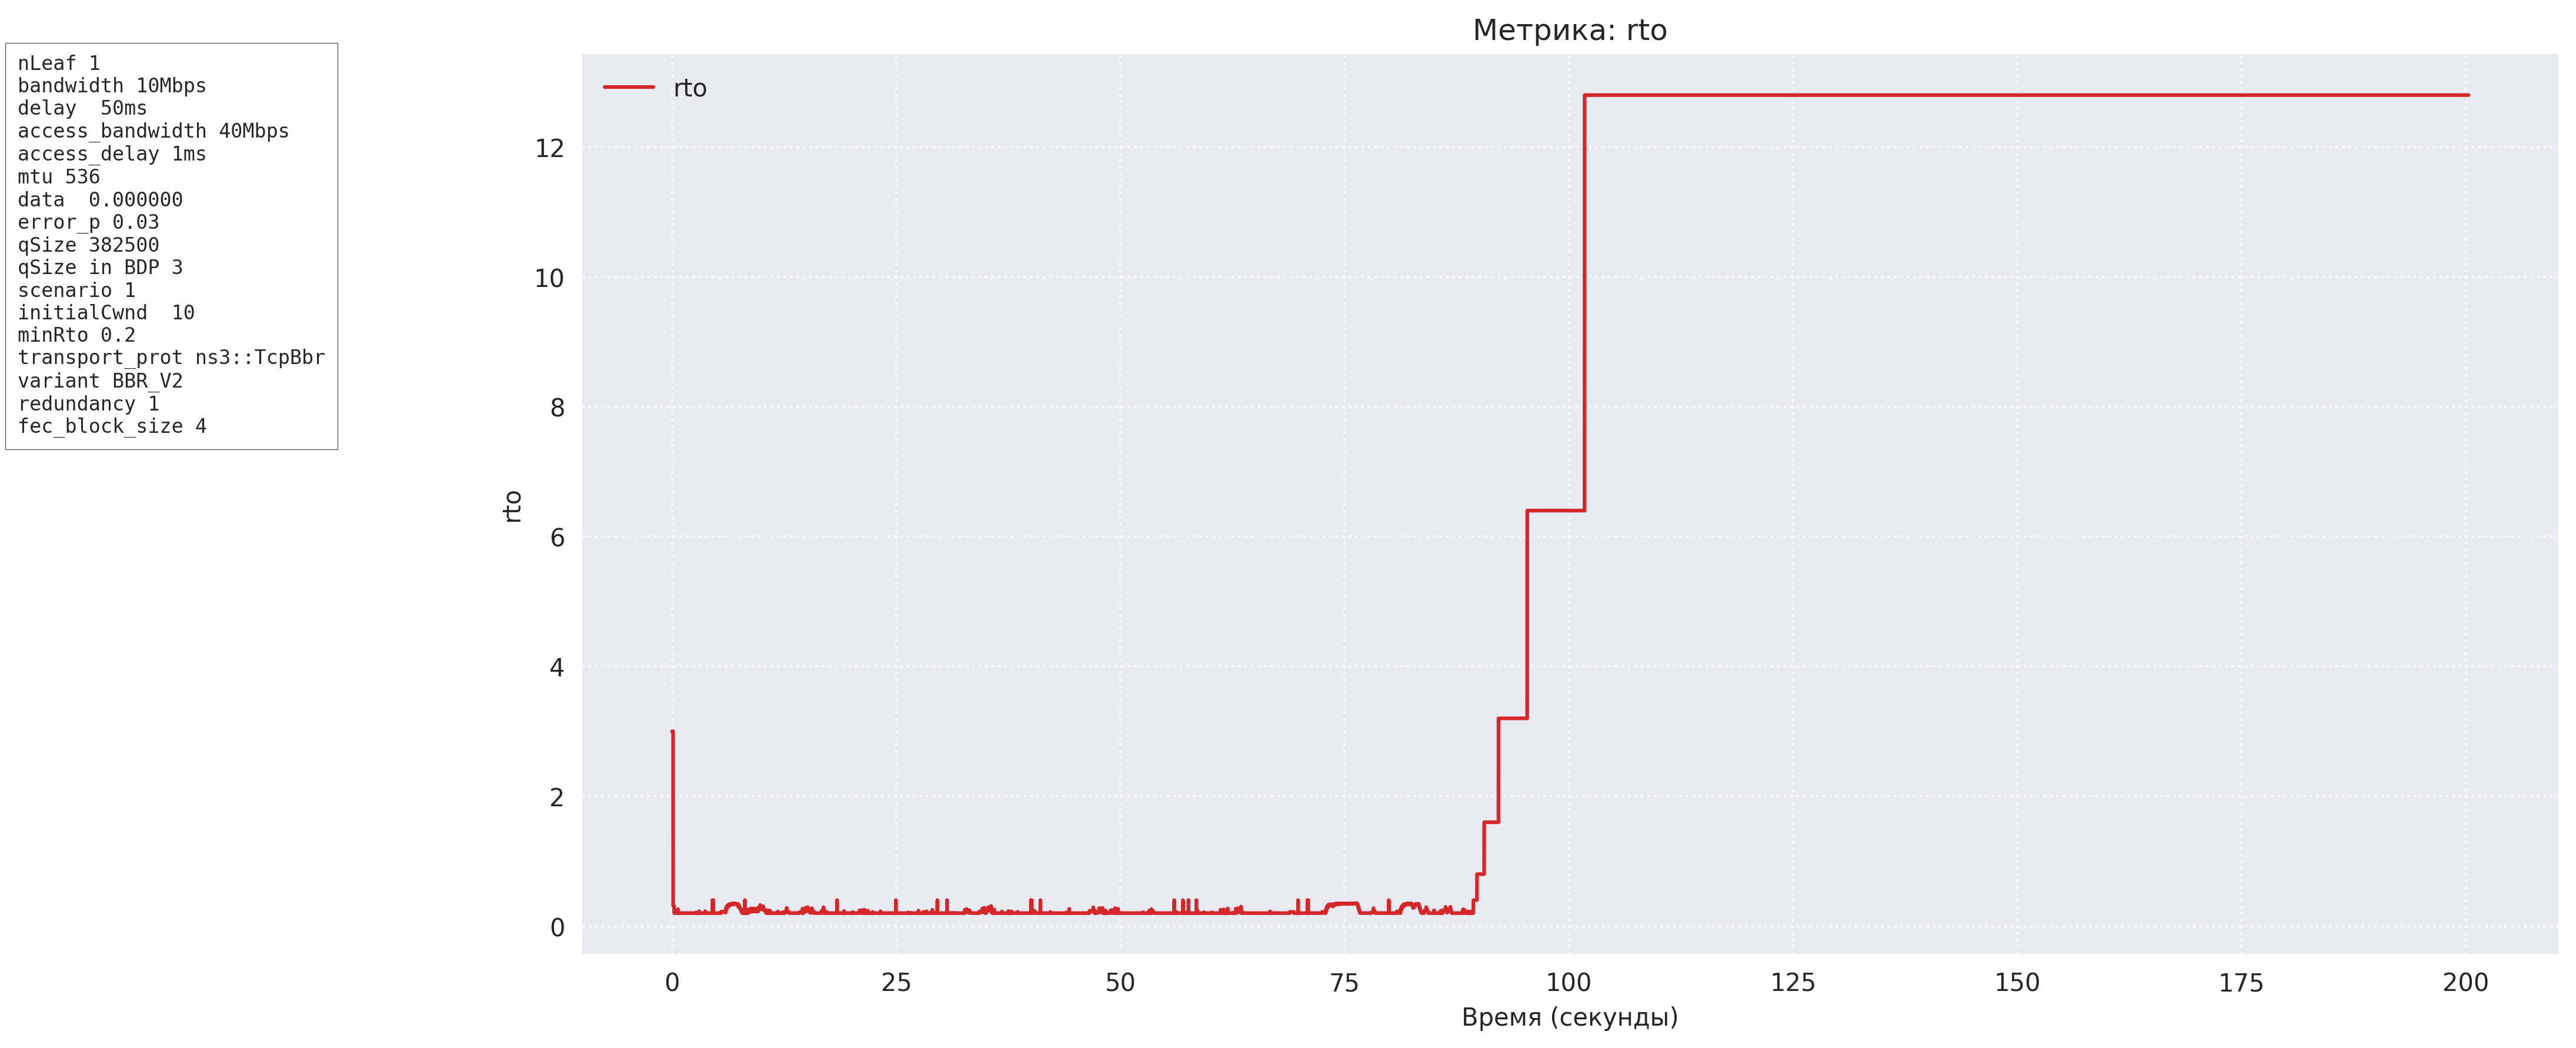 Метрика: rto
nLeaf 1
bandwidth 10Mbps
delay  50ms
access_bandwidth 40Mbps
access_delay 1ms
mtu 536
data  0.000000
error_p 0.03
qSize 382500
qSize in BDP 3
scenario 1
initialCwnd  10
minRto 0.2
transport_prot ns3::TcpBbr
variant BBR_V2
redundancy 1
fec_block_size 4
rto
12
10
8
6
4
2
0
rto
0 25 50 75 100 125 150 175 200
Время (секунды)